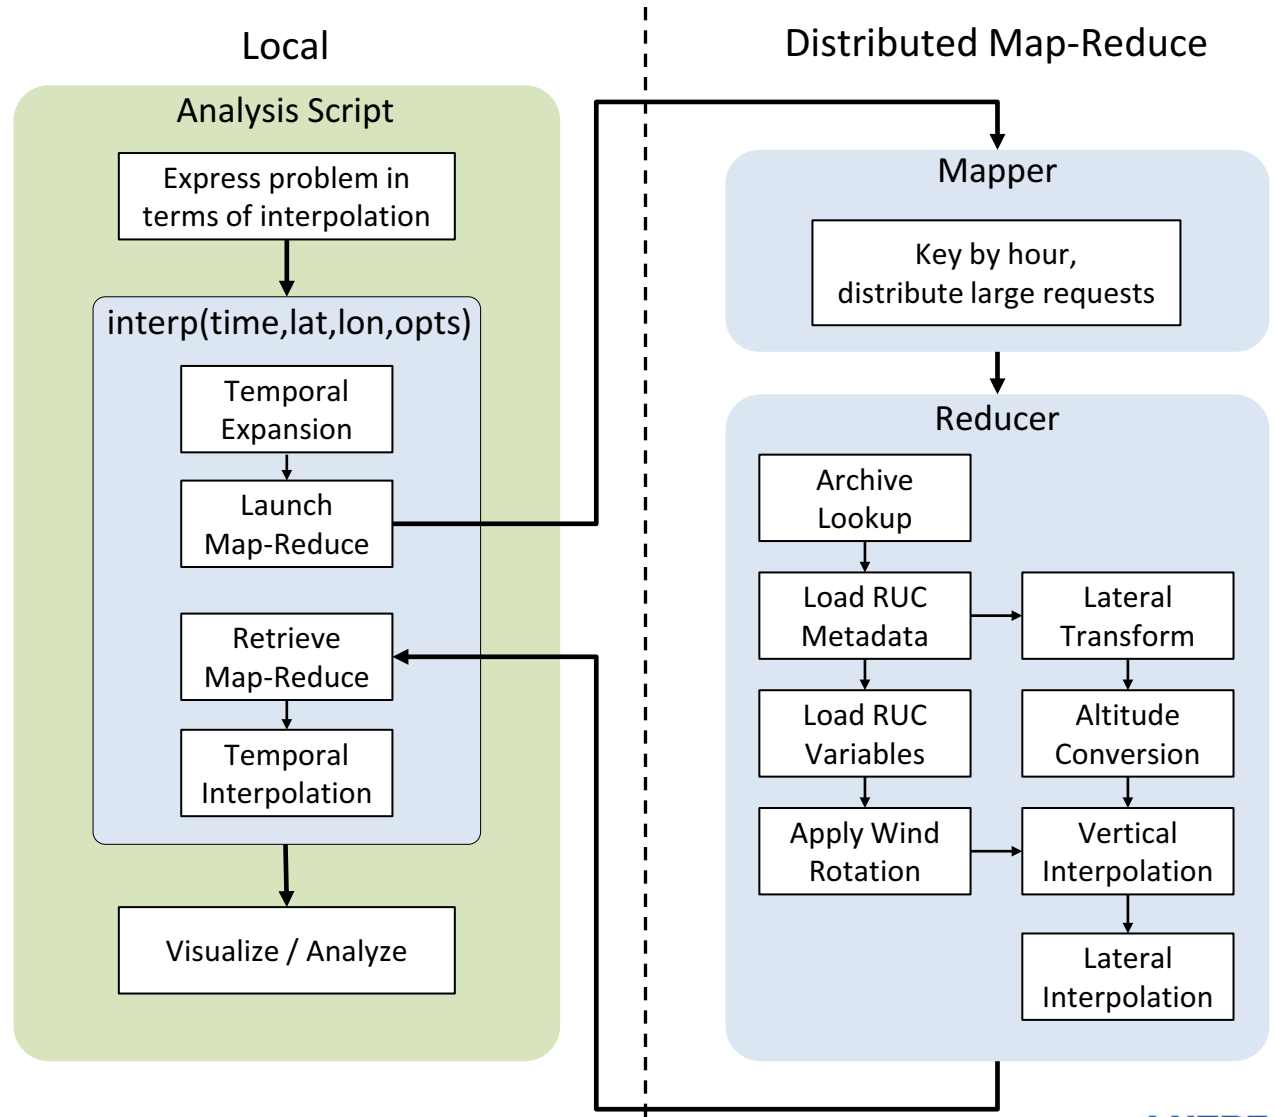 Local
Analysis Script
Express problem in
terms of interpolation
interp(time,lat,lon,opts)
Temporal
Expansion
Launch
Map-Reduce
Retrieve
Map-Reduce
Temporal
Interpolation
Visualize / Analyze
Distributed Map-Reduce
Mapper
Key by hour,
distribute large requests
Reducer
Archive
Lookup
Load RUC
Metadata
Lateral
Transform
Load RUC
Variables
Altitude
Conversion
Apply Wind
Rotation
Vertical
Interpolation
Lateral
Interpolation